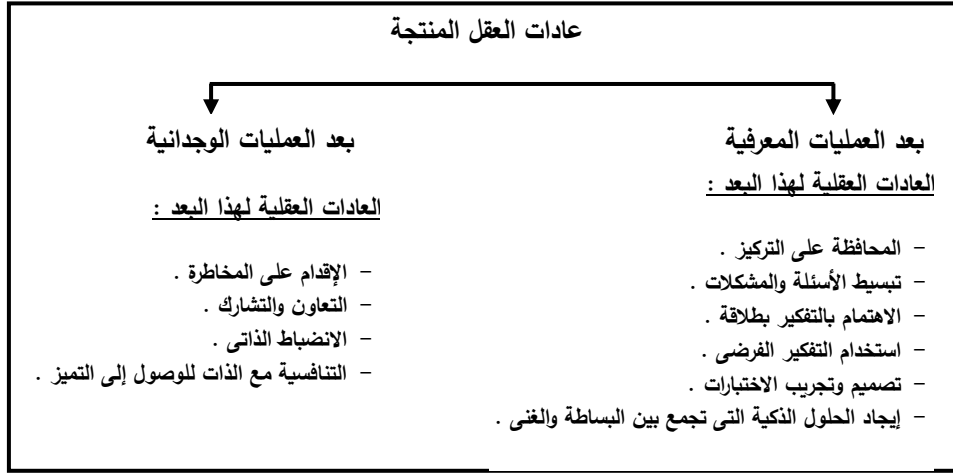 عادات العقل المنتجة
بعد العمليات المعرفية
العادات العقلية لهذا البعد :
- المحافظة على التركيز .
- تبسيط الأسئلة والمشكلات .
- الاهتمام بالتفكير بطلاقة .
- استخدام التفكير الفرضى .
- تصميم وتجريب الاختبارات .
- إيجاد الحلول الذكية التى تجمع بين البساطة والغنى .
بعد العمليات الوجدانية
العادات العقلية لهذا البعد :
- الإقدام على المخاطرة .
- التعاون والتشارك .
- الانضباط الذاتى .
- التنافسية مع الذات للوصول إلى التميز .